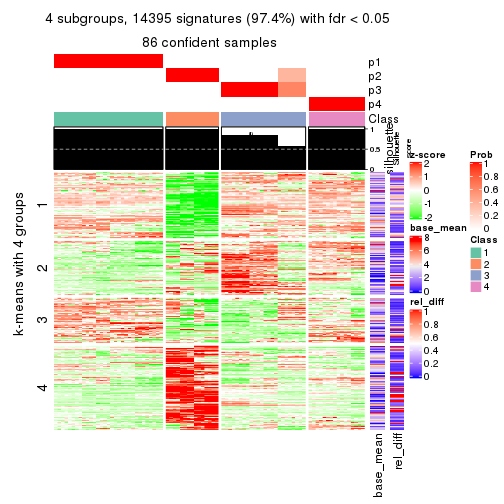 4 subgroups, 14395 signatures (97.4%) with fdr < 0.05
86 confident samples
p1
p2
p3
p4
Class
1
0.5
0
silhouette
Silhouette
score
k-means with 4 groups
1
2
3
4
base_mean
rel_diff
z-score
2
1
0
-1
-2
base_mean
8
6
4
2
0
rel_diff
1
0.8
0.6
0.4
0.2
0
Prob
1
0.8
0.6
0.4
0.2
0
Class
1
2
3
4